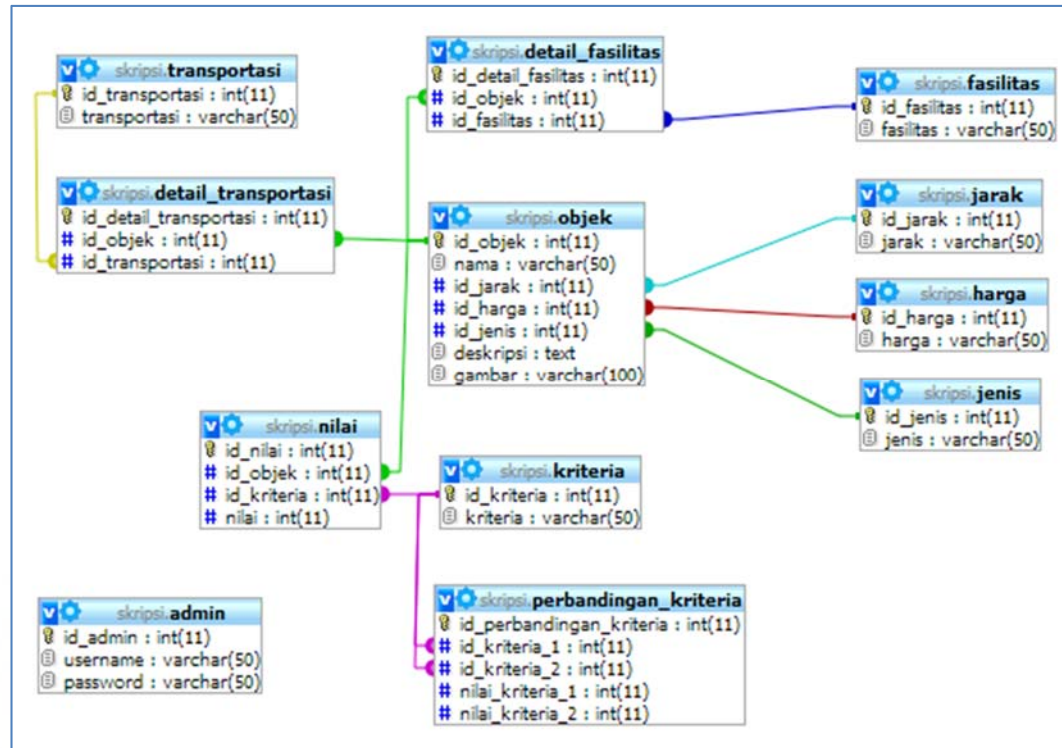 skripsi.transportasi
id_transportasi : int(11)
transportasi : varchar(50)
skripsi.detail_transportasi
id_detail_transportasi : int(11)
# id_objek : int(11)
# id_transportasi : int(11)
skripsi.detail_fasilitas
id_detail_fasilitas : int(11)
# id_objek : int(11)
# id_fasilitas : int(11)
skripsi.fasilitas
id_fasilitas : int(11)
fasilitas : varchar(50)
skripsi.objek
id_objek : int(11)
nama : varchar(50)
# id_jarak : int(11)
# id_harga : int(11)
# id_jenis : int(11)
deskripsi : text
gambar : varchar(100)
skripsi.jarak
id_jarak : int(11)
jarak : varchar(50)
skripsi.harga
id_harga : int(11)
harga : varchar(50)
skripsi.jenis
id_jenis : int(11)
jenis : varchar(50)
skripsi.nilai
id_nilai : int(11)
# id_objek : int(11)
# id_kriteria : int(11)
# nilai : int(11)
skripsi.kriteria
id_kriteria : int(11)
kriteria : varchar(50)
skripsi.admin
id_admin : int(11)
username : varchar(50)
password : varchar(50)
skripsi.perbandingan_kriteria
id_perbandingan_kriteria : int(11)
# id_kriteria_1 : int(11)
# id_kriteria_2 : int(11)
# nilai_kriteria_1 : int(11)
# nilai_kriteria_2 : int(11)